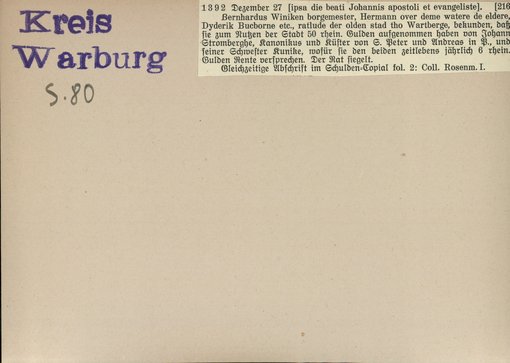 Kreis
Warburg
S. 80
1392 Dezember 27 [ipsa die beati Johannis apostoli et evangeliste]. [216
Bernhardus Winiken borgemester, Hermann over deme watere de eldere,
Dyderik Bucborne etc., ratlude der olden stad tho Wartberge, bekunden, daß
sie zum Nutzen der Stadt 50 rhein. Gulden aufgenommen haben von Johann
Stromberghe, Kanonikus und Küster von S. Peter und Andreas in P., und
seiner Schwester Kunike, wofür sie den beiden zeitlebens jährlich 6 rhein.
Gulden Rente versprechen. Der Rat siegelt.
Gleichzeitige Abschrift im Schulden-Copial fol. 2: Coll. Rosenm. I.